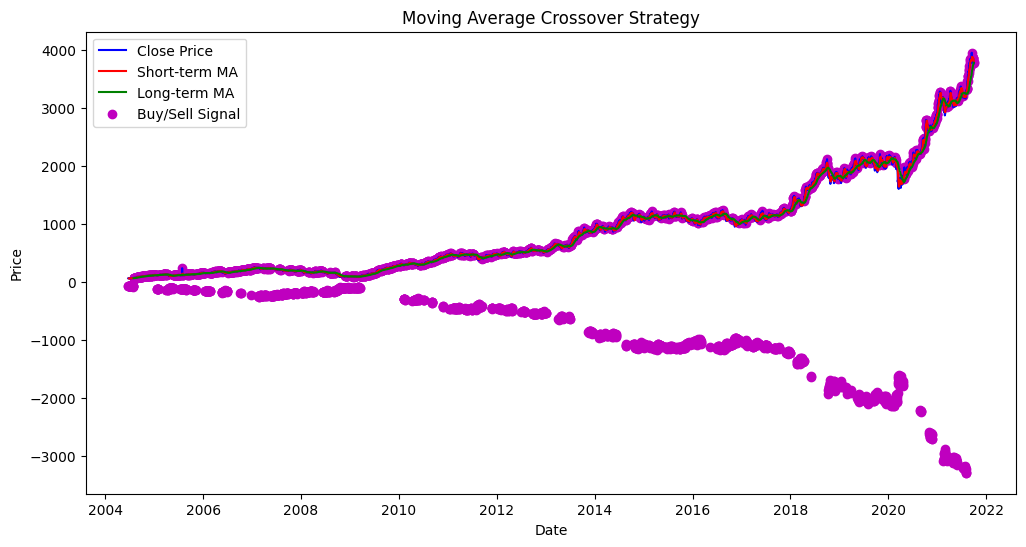 Moving Average Crossover Strategy
Close Price
Short-term MA
Long-term MA
Buy/Sell Signal
Price
4000
3000
2000
1000
0
−1000
−2000
−3000
2004 2006 2008 2010 2012 2014 2016 2018 2020 2022
Date